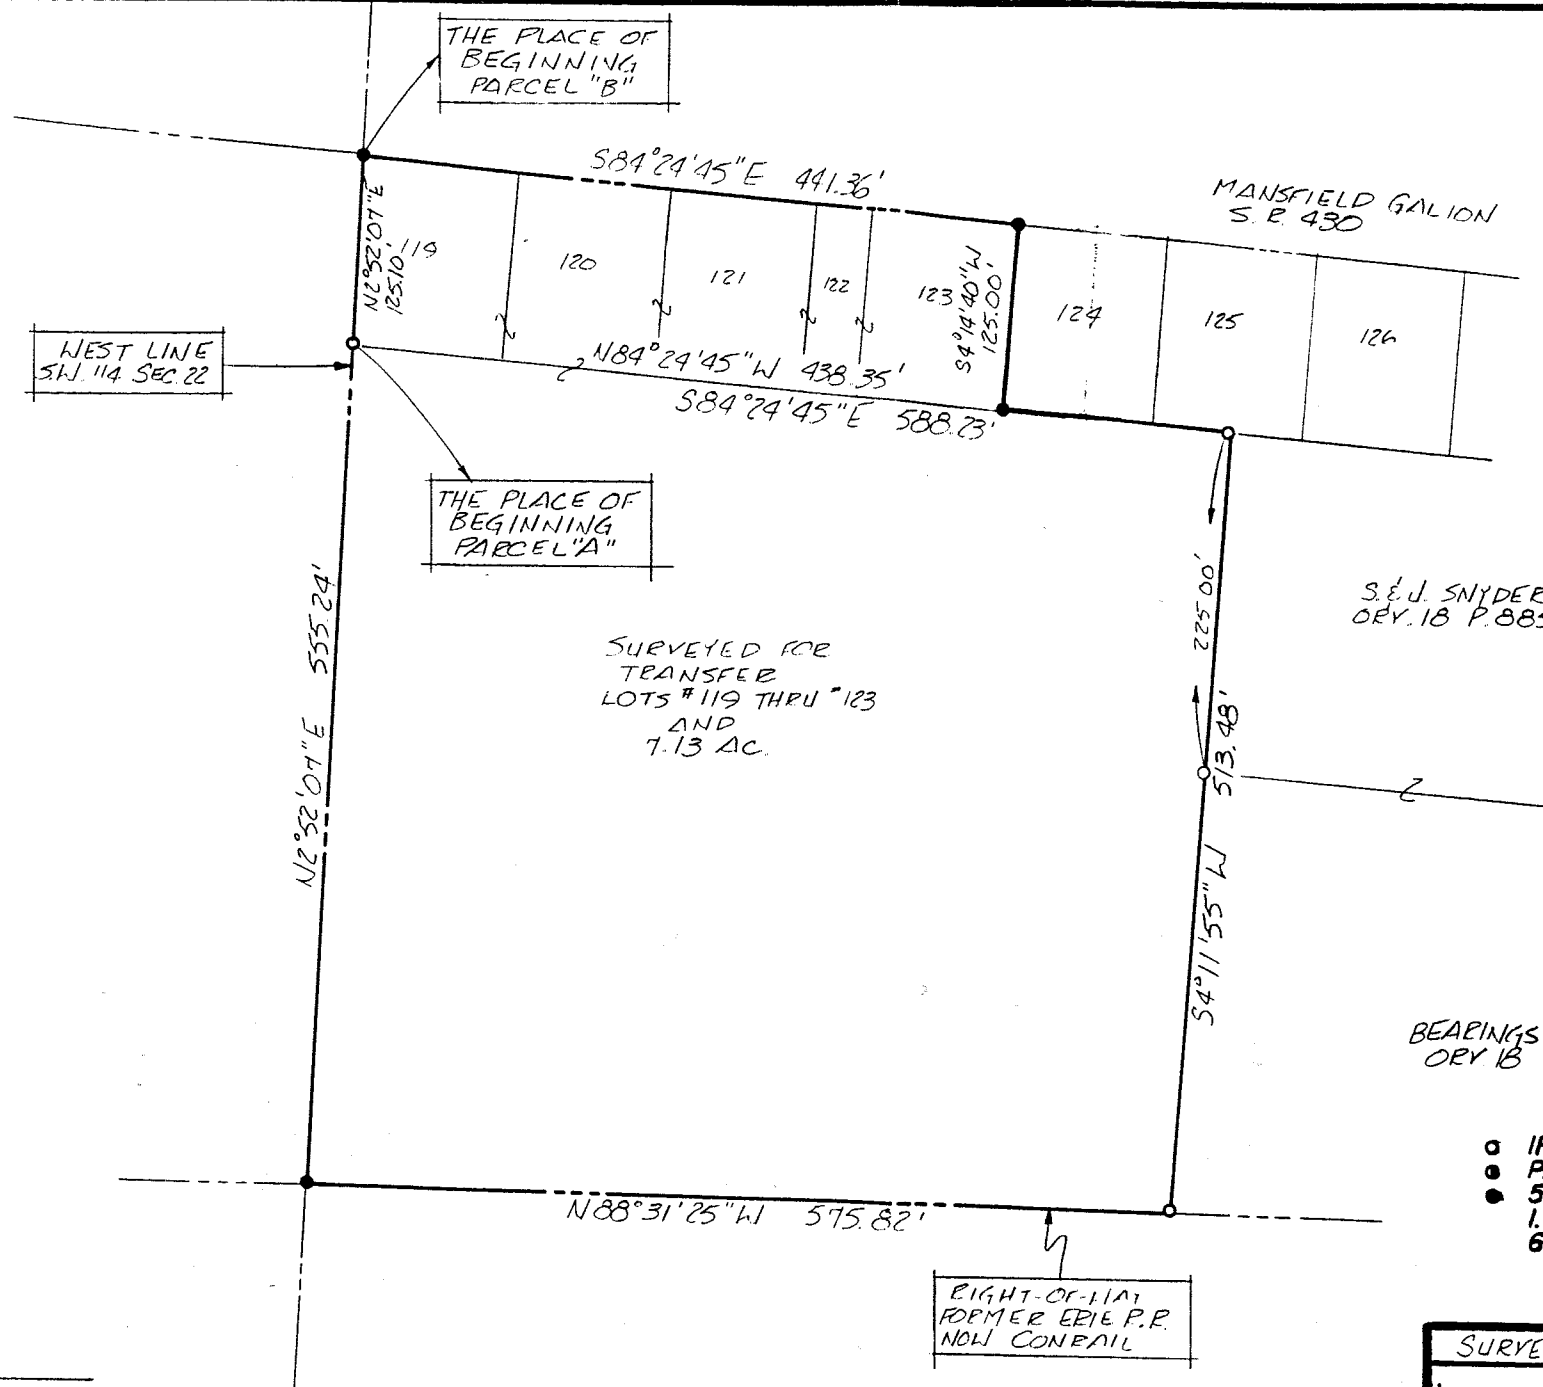 THE PLACE OF
BEGINNING
PARCEL "B"
S84°24'45"E 441.36'
MANSFIELD GALION
S.R. 430
N2°52'07"E
125.10'
119
120
121
122
123
S4°14'40"W
125.00'
124
125
126
WEST LINE
S.W. 1/4 SEC. 22
N84°24'45"W 438.35'
S84°24'45"E 588.23'
THE PLACE OF
BEGINNING
PARCEL "A"
N2°52'07"E 555.24'
225.00'
S.&J. SNYDER
ORV. 18 P. 885
SURVEYED FOR
TRANSFER
LOTS #119 THRU #123
AND
7.13 AC.
S4°11'55"W 513.48'
BEARINGS
ORV. 18
N88°31'25"W 575.82'
RIGHT-OF-WAY
FORMER ERIE R.R.
NOW CONRAIL
5
1.
6